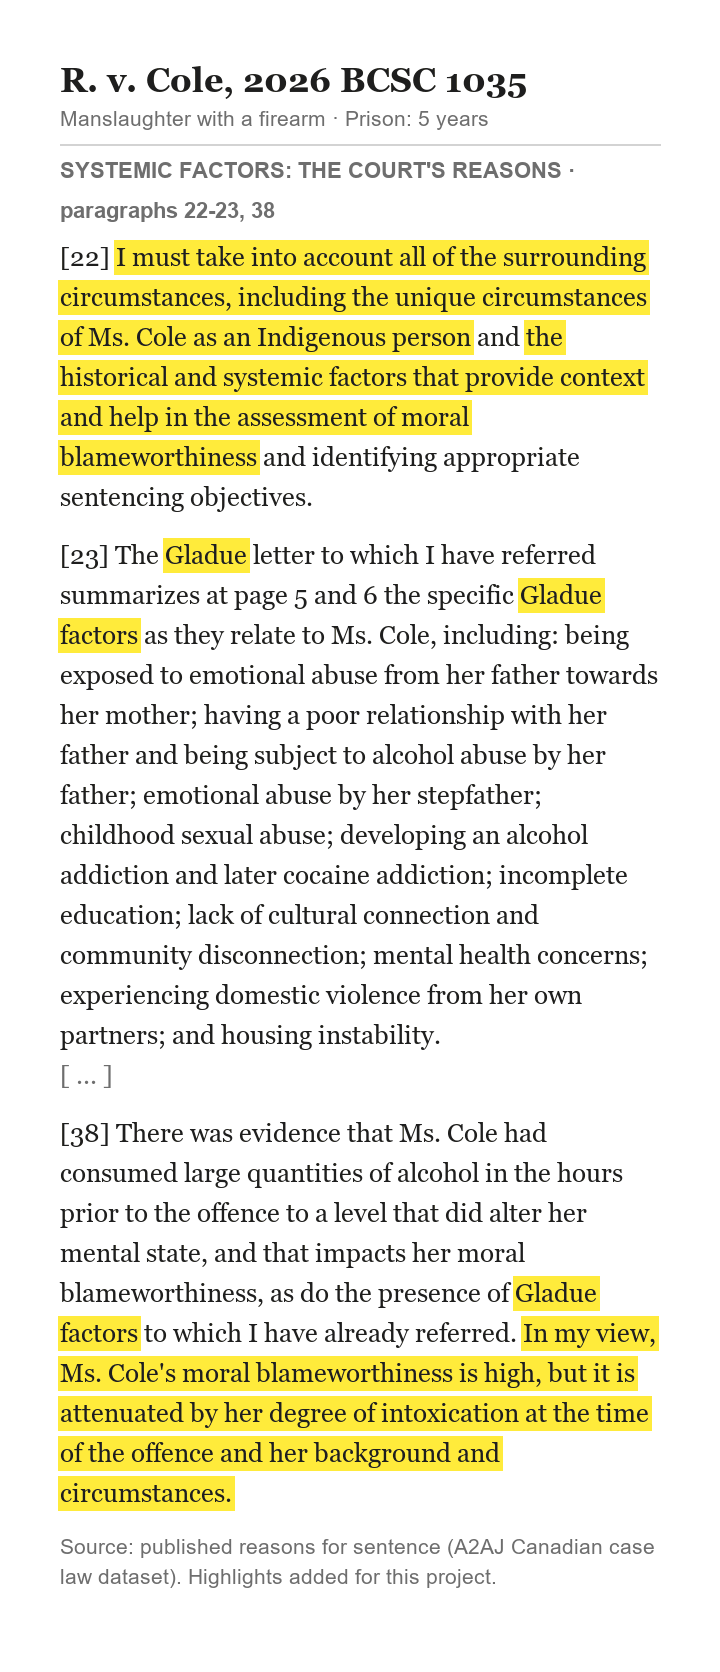 R. v. Cole, 2026 BCSC 1035
Manslaughter with a firearm · Prison: 5 years
SYSTEMIC FACTORS: THE COURT'S REASONS ·
paragraphs 22-23, 38
[22] I must take into account all of the surrounding
circumstances, including the unique circumstances
of Ms. Cole as an Indigenous person and the
historical and systemic factors that provide context
and help in the assessment of moral
blameworthiness and identifying appropriate
sentencing objectives.
[23] The Gladue letter to which I have referred
summarizes at page 5 and 6 the specific Gladue
factors as they relate to Ms. Cole, including: being
exposed to emotional abuse from her father towards
her mother; having a poor relationship with her
father and being subject to alcohol abuse by her
father; emotional abuse by her stepfather;
childhood sexual abuse; developing an alcohol
addiction and later cocaine addiction; incomplete
education; lack of cultural connection and
community disconnection; mental health concerns;
experiencing domestic violence from her own
partners; and housing instability.
[ ... ]
[38] There was evidence that Ms. Cole had
consumed large quantities of alcohol in the hours
prior to the offence to a level that did alter her
mental state, and that impacts her moral
blameworthiness, as do the presence of Gladue
factors to which I have already referred. In my view,
Ms. Cole's moral blameworthiness is high, but it is
attenuated by her degree of intoxication at the time
of the offence and her background and
circumstances.
Source: published reasons for sentence (A2AJ Canadian case
law dataset). Highlights added for this project.